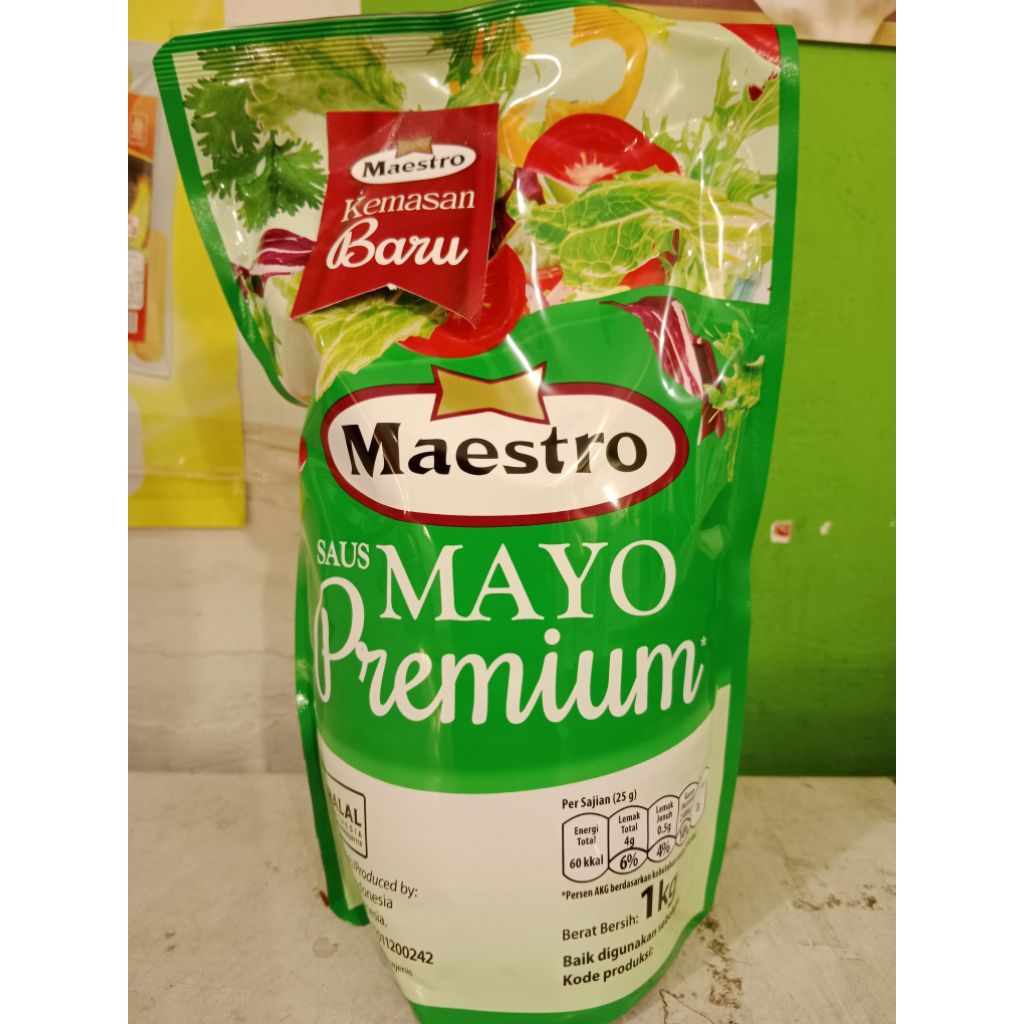 Maestro
Kemasan
Baru
Maestro
SAUS MAYO
Premium*
Per Sajian (25 g)
Energi Total 60 kkal
Lemak Total 4g 6%
Lemak Jenuh 0.5g 4%
*Persen AKG berdasarkan
Berat Bersih: 1kg
Baik digunakan
Kode produksi:
HALAL
/Produced by:
011200242